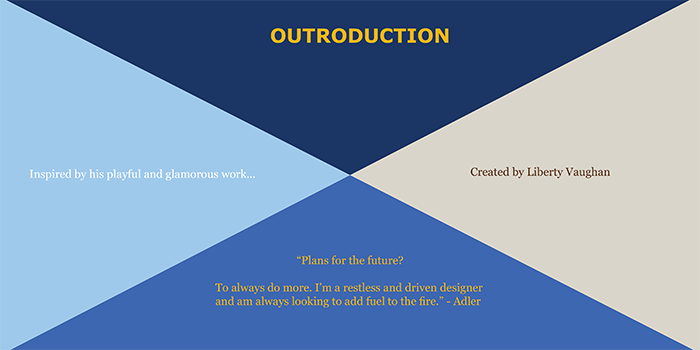 OUTRODUCTION
Inspired by his playful and glamorous work...
Created by Liberty Vaughan
“Plans for the future?
To always do more. I’m a restless and driven designer
and am always looking to add fuel to the fire.” - Adler